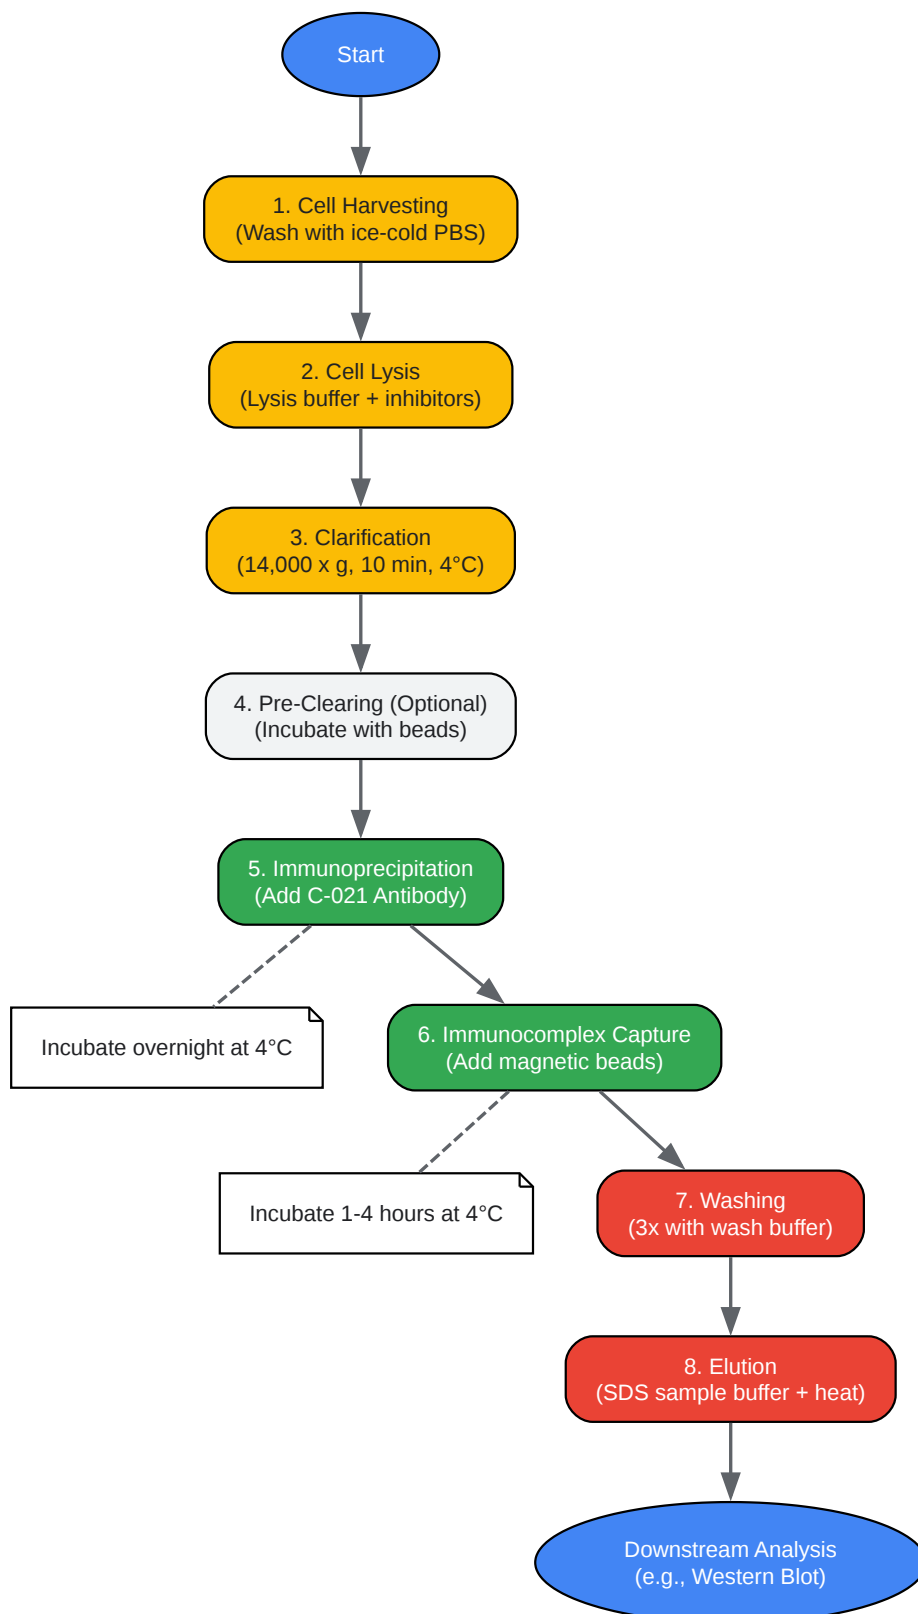 Start
1. Cell Harvesting
(Wash with ice-cold PBS)
2. Cell Lysis
(Lysis buffer + inhibitors)
3. Clarification
(14,000 x g, 10 min, 4°C)
4. Pre-Clearing (Optional)
(Incubate with beads)
5. Immunoprecipitation
(Add C-021 Antibody)
Incubate overnight at 4°C
6. Immunocomplex Capture
(Add magnetic beads)
Incubate 1-4 hours at 4°C
7. Washing
(3x with wash buffer)
8. Elution
(SDS sample buffer + heat)
Downstream Analysis
(e.g., Western Blot)